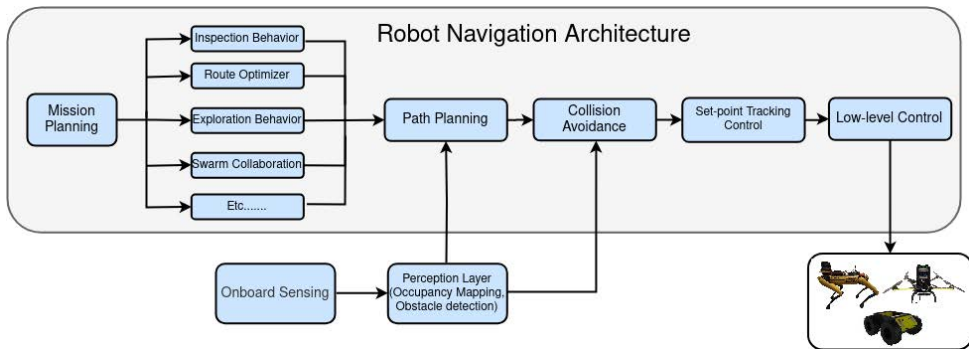 Robot Navigation Architecture
Mission
Planning
Inspection Behavior
Route Optimizer
Exploration Behavior
Swarm Collaboration
Etc.......
Path Planning
Collision
Avoidance
Set-point Tracking
Control
Low-level Control
Onboard Sensing
Perception Layer
(Occupancy Mapping,
Obstacle detection)